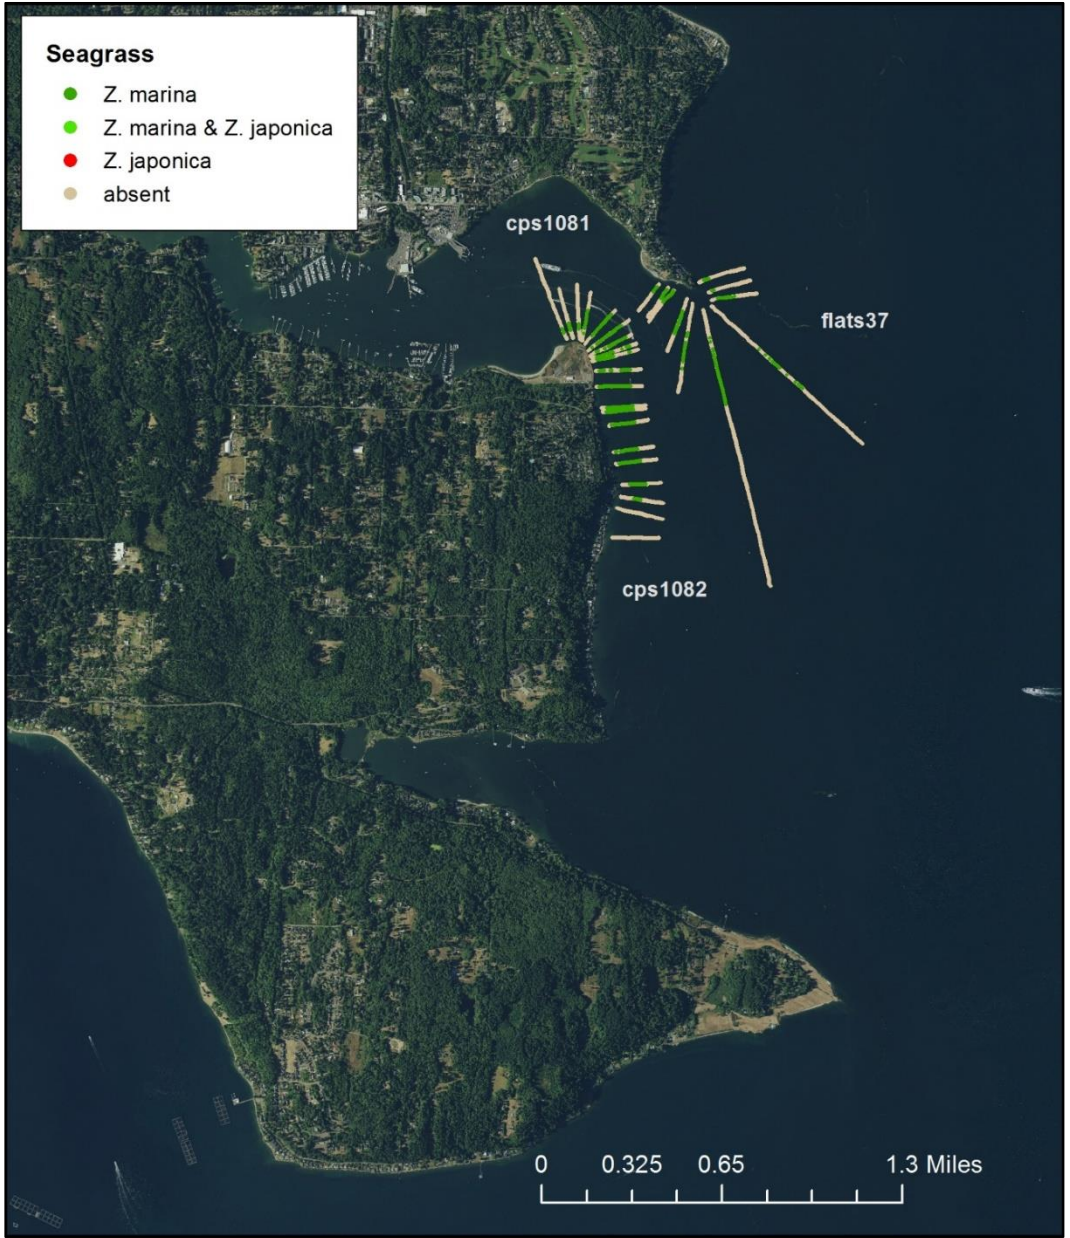 Seagrass
Z. marina
Z. marina & Z. japonica
Z. japonica
absent
cps1081
flats37
cps1082
0 0.325 0.65 1.3 Miles